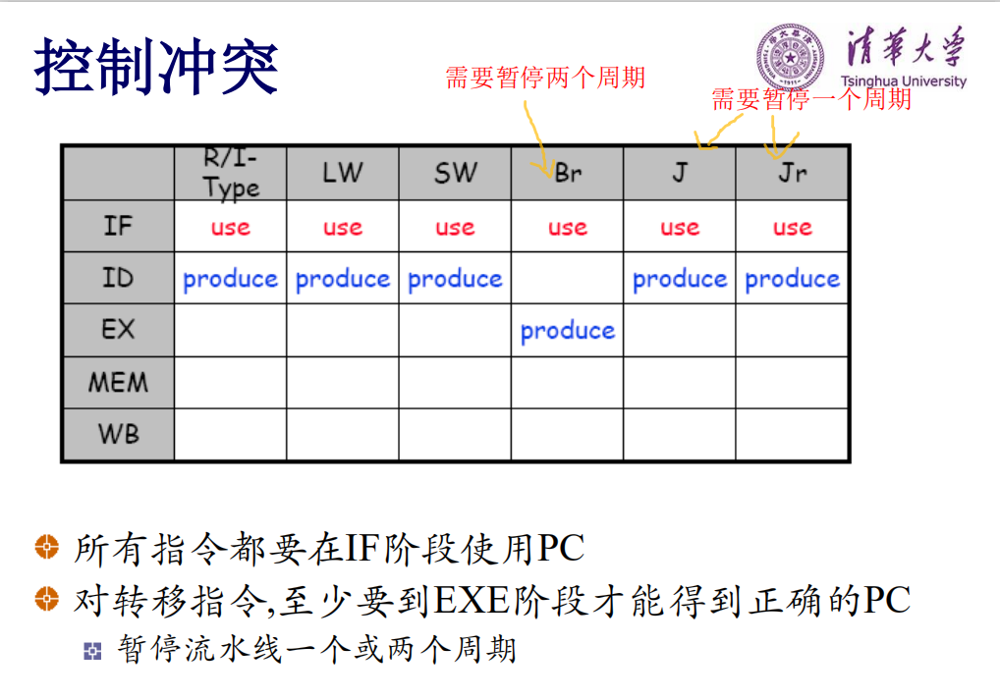 控制冲突
需要暂停两个周期
清华大学
Tsinghua University
需要暂停一个周期
R/I-Type LW SW Br J Jr
IF use use use use use use
ID produce produce produce produce produce
EX produce
MEM
WB
所有指令都要在IF阶段使用PC
对转移指令,至少要到EXE阶段才能得到正确的PC
暂停流水线一个或两个周期